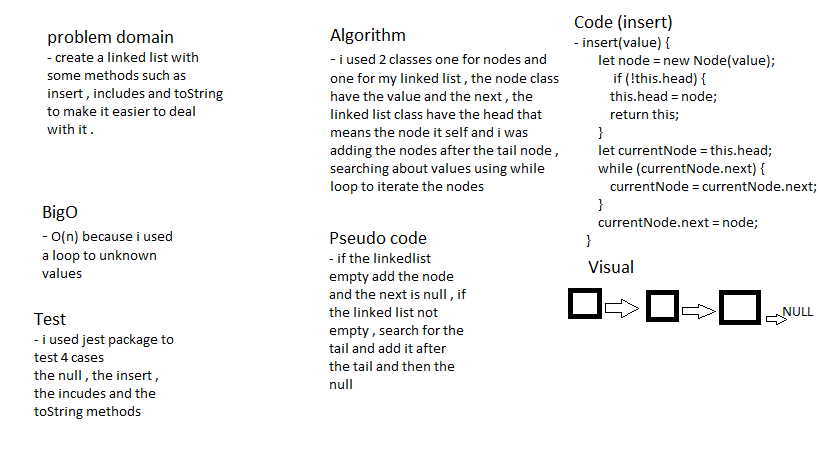 problem domain
- create a linked list with
some methods such as
insert , includes and toString
to make it easier to deal
with it .
BigO
- O(n) because i used
a loop to unknown
values
Test
- i used jest package to
test 4 cases
the null , the insert ,
the incudes and the
toString methods
Algorithm
- i used 2 classes one for nodes and
one for my linked list , the node class
have the value and the next , the
linked list class have the head that
means the node it self and i was
adding the nodes after the tail node ,
searching about values using while
loop to iterate the nodes
Pseudo code
- if the linkedlist
empty add the node
and the next is null , if
the linked list not
empty , search for the
tail and add it after
the tail and then the
null
Code (insert)
- insert(value) {
let node = new Node(value);
if (!this.head) {
this.head = node;
return this;
}
let currentNode = this.head;
while (currentNode.next) {
currentNode = currentNode.next;
}
currentNode.next = node;
}
Visual
NULL